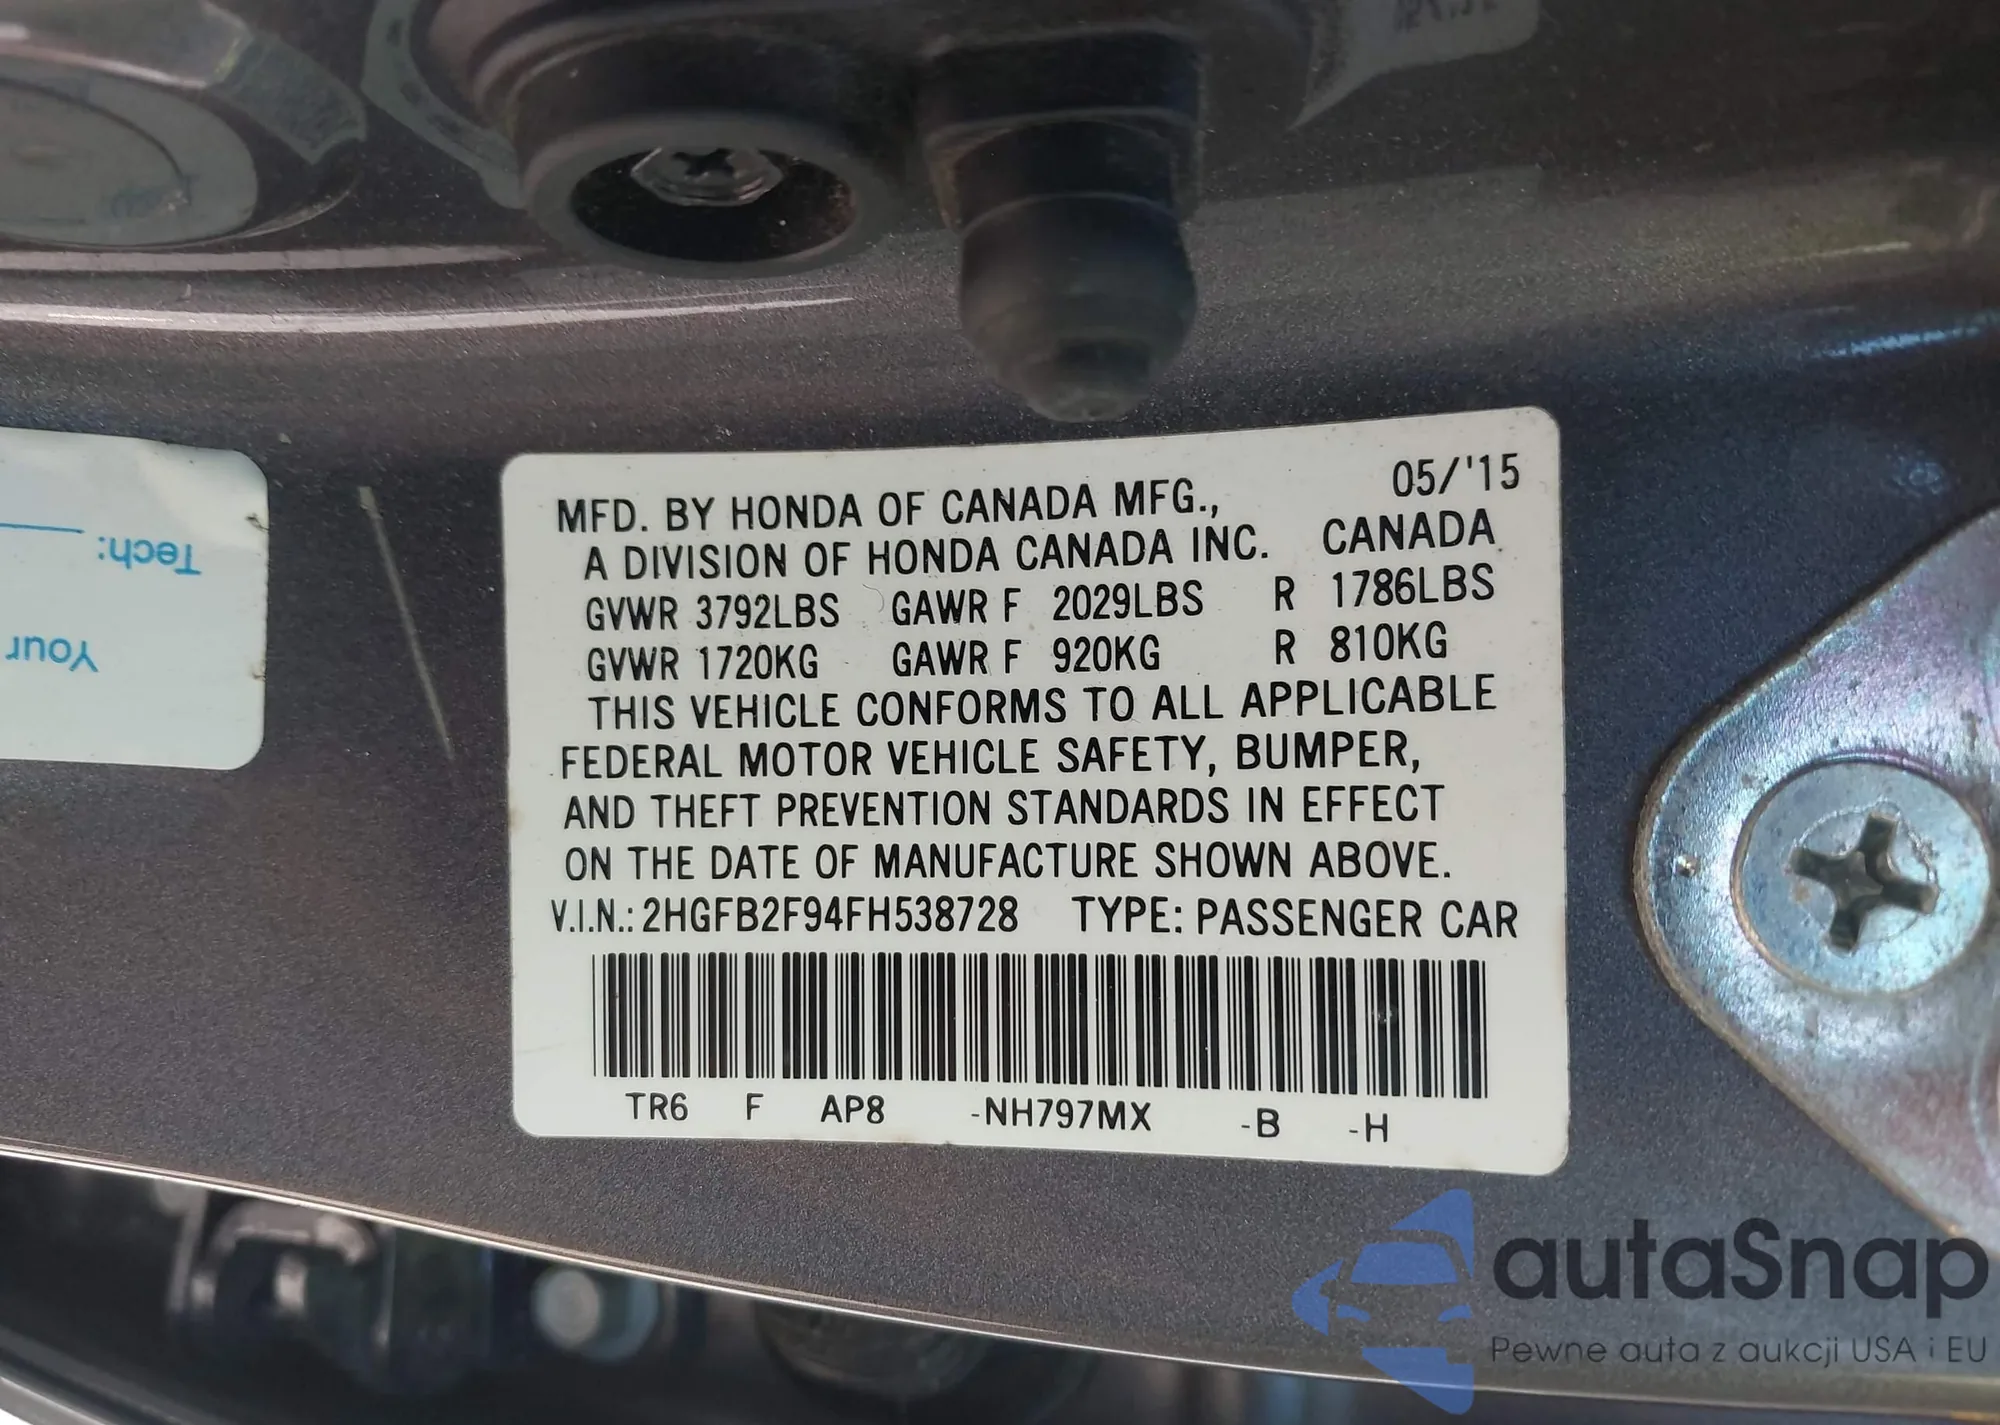 Tech:
Your
MFD. BY HONDA OF CANADA MFG., 05/'15
A DIVISION OF HONDA CANADA INC. CANADA
GVWR 3792LBS GAWR F 2029LBS R 1786LBS
GVWR 1720KG GAWR F 920KG R 810KG
THIS VEHICLE CONFORMS TO ALL APPLICABLE
FEDERAL MOTOR VEHICLE SAFETY, BUMPER,
AND THEFT PREVENTION STANDARDS IN EFFECT
ON THE DATE OF MANUFACTURE SHOWN ABOVE.
V.I.N.: 2HGFB2F94FH538728 TYPE: PASSENGER CAR
TR6 F AP8 -NH797MX -B -H
autaSnap
Pewne auta z aukcji USA i EU